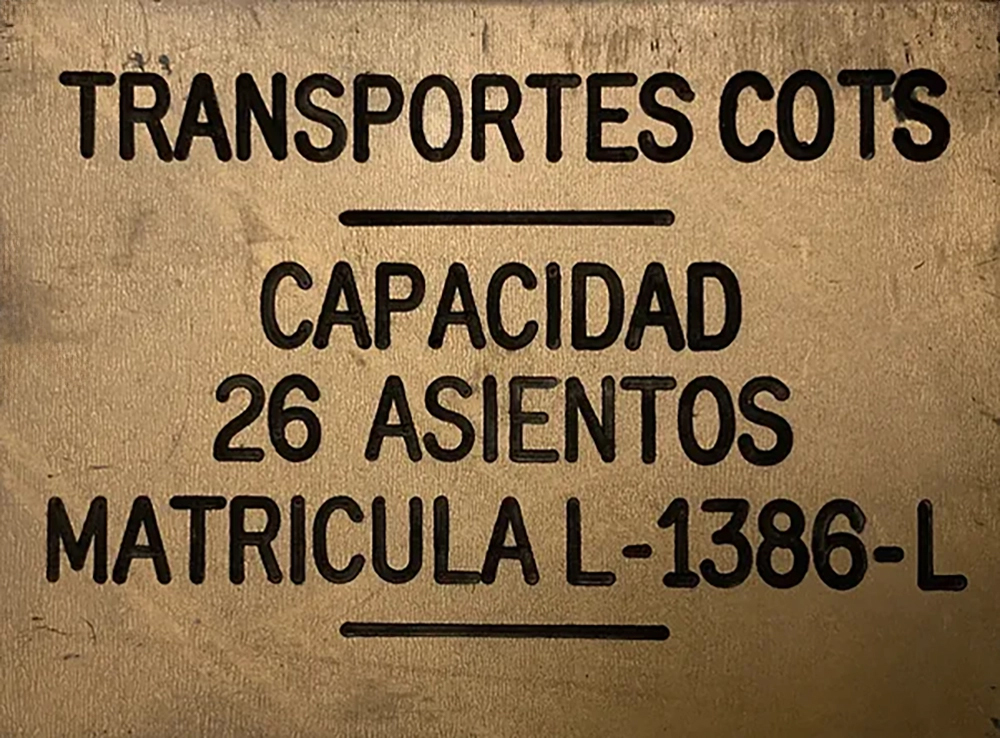 TRANSPORTES COTS
CAPACIDAD
26 ASIENTOS
MATRICULA L-1386-L